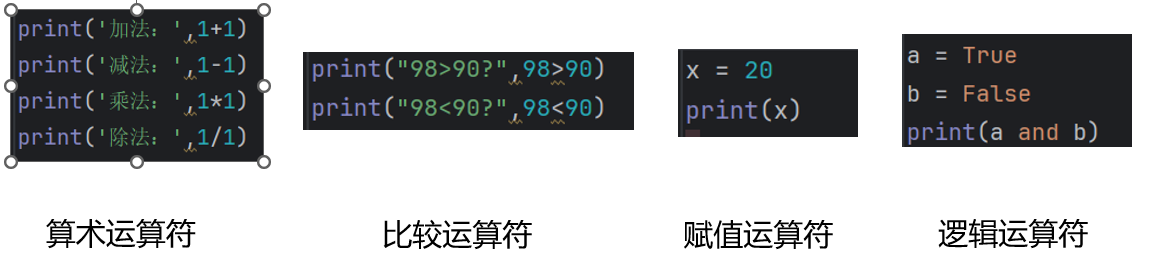 print('加法：',1+1)
print('减法：',1-1)
print('乘法：',1*1)
print('除法：',1/1)
print("98>90?",98>90)
print("98<90?",98<90)
x = 20
print(x)
a = True
b = False
print(a and b)
算术运算符
比较运算符
赋值运算符
逻辑运算符